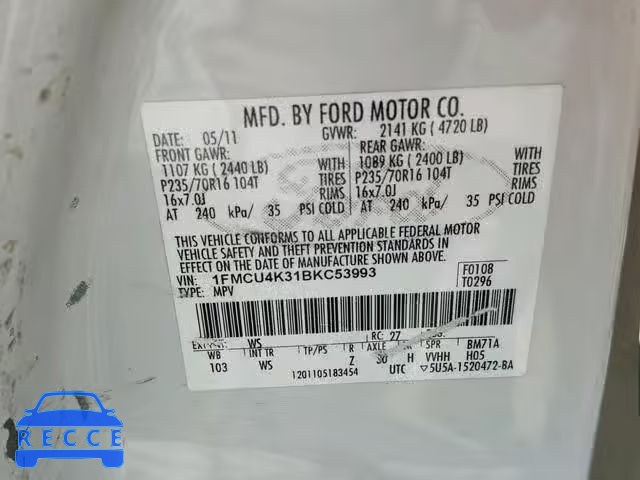 MFD. BY FORD MOTOR CO.
DATE: 05/11 GVWR: 2141 KG ( 4720 LB)
FRONT GAWR: REAR GAWR:
1107 KG ( 2440 LB) WITH 1089 KG ( 2400 LB) WITH
P235/70R16 104T TIRES P235/70R16 104T TIRES
16x7.0J RIMS 16x7.0J RIMS
AT 240 kPa/ 35 PSI COLD AT 240 kPa/ 35 PSI COLD
THIS VEHICLE CONFORMS TO ALL APPLICABLE FEDERAL MOTOR
VEHICLE SAFETY AND THEFT PREVENTION STANDARDS IN
EFFECT ON THE DATE OF MANUFACTURE SHOWN ABOVE.
VIN: 1FMCU4K31BKC53993 F0108
TYPE: MPV T0296
WS RC: 27
WB INT TR TP/PS R AXLE SPR BM71A
103 WS Z 30 H VVHH H05
1201105183454 UTC ▽5U5A-1520472-BA